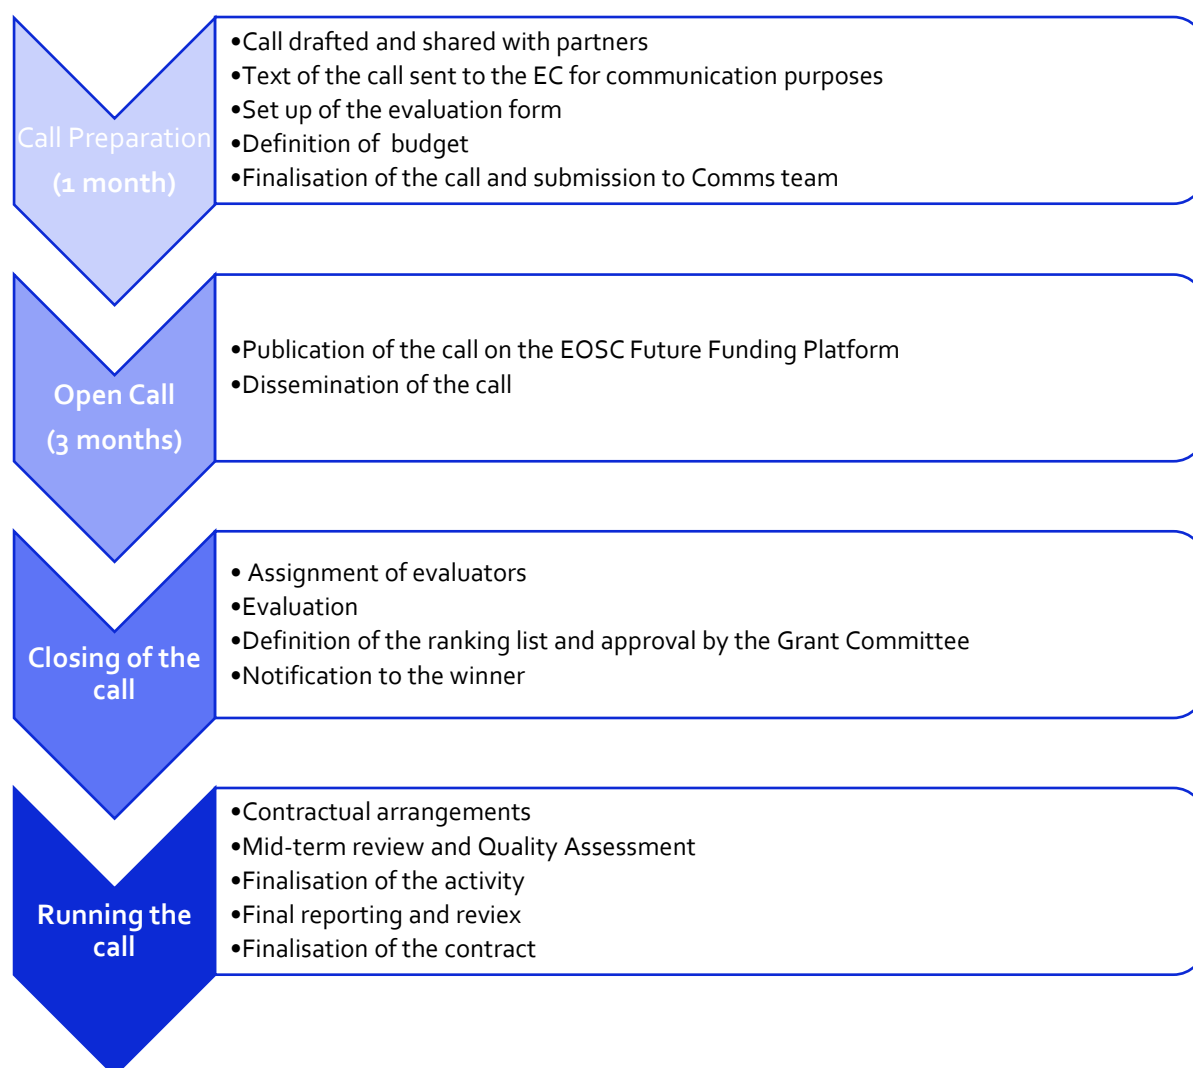 Call Preparation
(1 month)
•Call drafted and shared with partners
•Text of the call sent to the EC for communication purposes
•Set up of the evaluation form
•Definition of  budget
•Finalisation of the call and submission to Comms team
Open Call
(3 months)
•Publication of the call on the EOSC Future Funding Platform
•Dissemination of the call
Closing of the
call
• Assignment of evaluators
•Evaluation
•Definition of the ranking list and approval by the Grant Committee
•Notification to the winner
Running the
call
•Contractual arrangements
•Mid-term review and Quality Assessment
•Finalisation of the activity
•Final reporting and reviex
•Finalisation of the contract